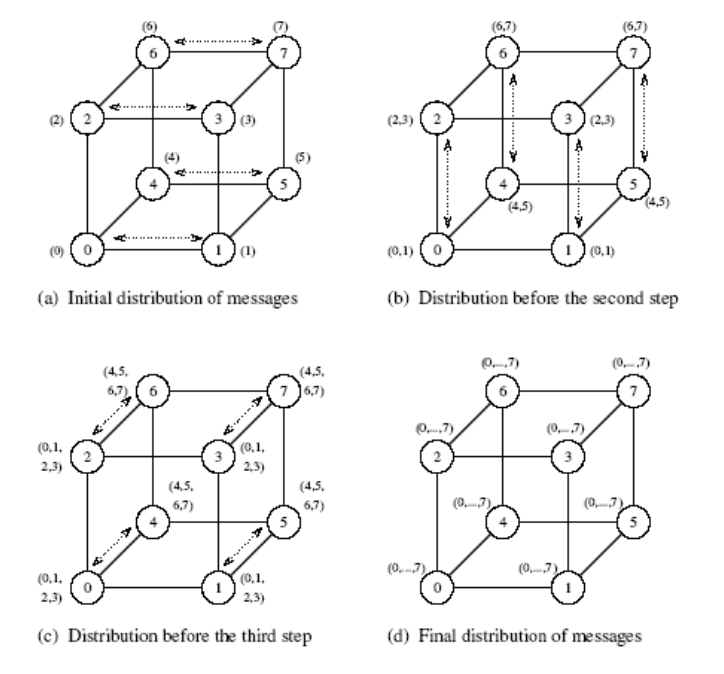 (6) (7)
6 7
(2) 2 3 (3)
(4) (5)
4 5
(0) 0 1 (1)
(a) Initial distribution of messages
(6,7) (6,7)
6 7
(2,3) 2 3 (2,3)
4 5
(4,5) (4,5)
(0,1) 0 1 (0,1)
(b) Distribution before the second step
(4,5, (4,5,
6,7) 6 7 6,7)
(0,1, 2 3 (0,1,
2,3) 2,3)
(4,5, (4,5,
6,7) 6,7)
4 5
(0,1, 0 1 (0,1,
2,3) 2,3)
(c) Distribution before the third step
(0,...,7) (0,...,7)
6 7
(0,...,7) (0,...,7)
2 3
(0,...,7) (0,...,7)
4 5
(0,...,7) (0,...,7)
0 1
(d) Final distribution of messages